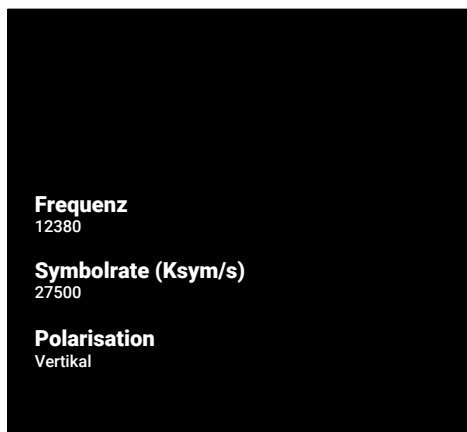 Frequenz
12380
Symbolrate (Ksym/s)
27500
Polarisation
Vertikal